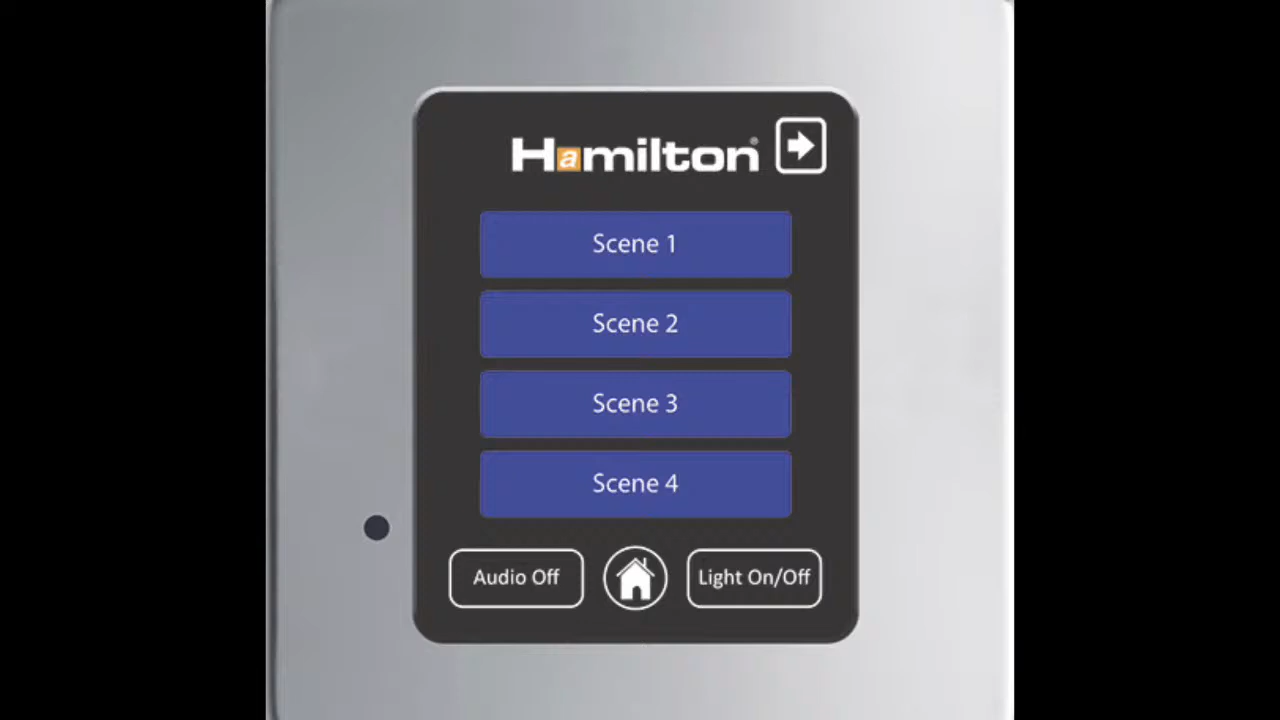 Hamilton®
Scene 1
Scene 2
Scene 3
Scene 4
Audio Off
Light On/Off